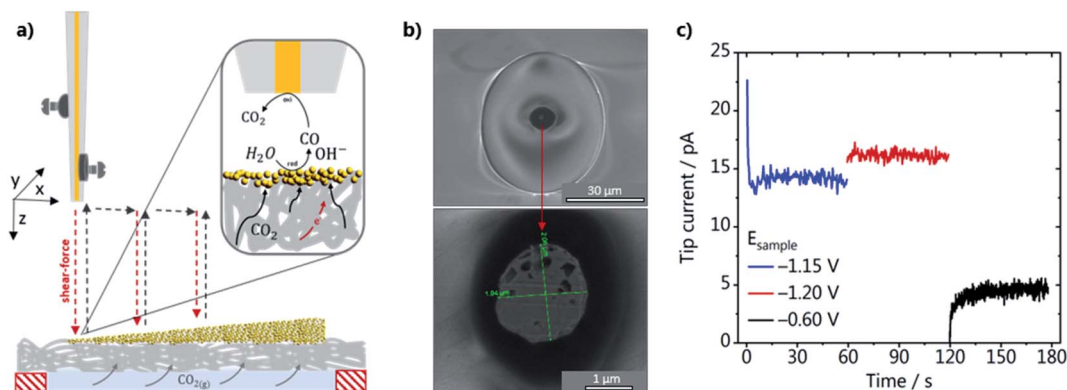 a)
y
x
z
shear-force
CO2
(ox)
CO
H2O
OH−
red
CO2
e−
CO2(g)
b)
30 µm
1 µm
c)
25
20
15
10
5
0
Tip current / pA
Esample
−1.15 V
−1.20 V
−0.60 V
0 30 60 90 120 150 180
Time / s